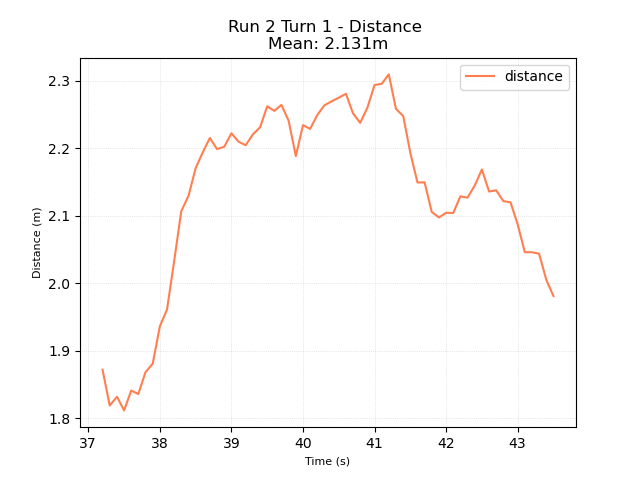 Run 2 Turn 1 - Distance
Mean: 2.131m
distance
2.3
2.2
2.1
2.0
1.9
1.8
Distance (m)
37 38 39 40 41 42 43
Time (s)